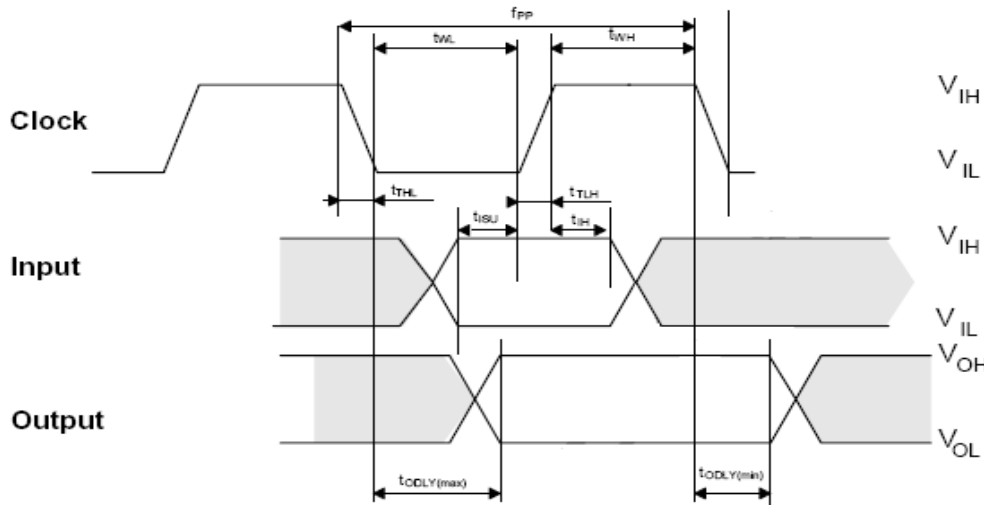 fPP
tWL
tWH
Clock
VIH
VIL
tTHL
tTLH
tISU
tIH
Input
VIH
VIL
VOH
Output
VOL
tODLY(max)
tODLY(min)